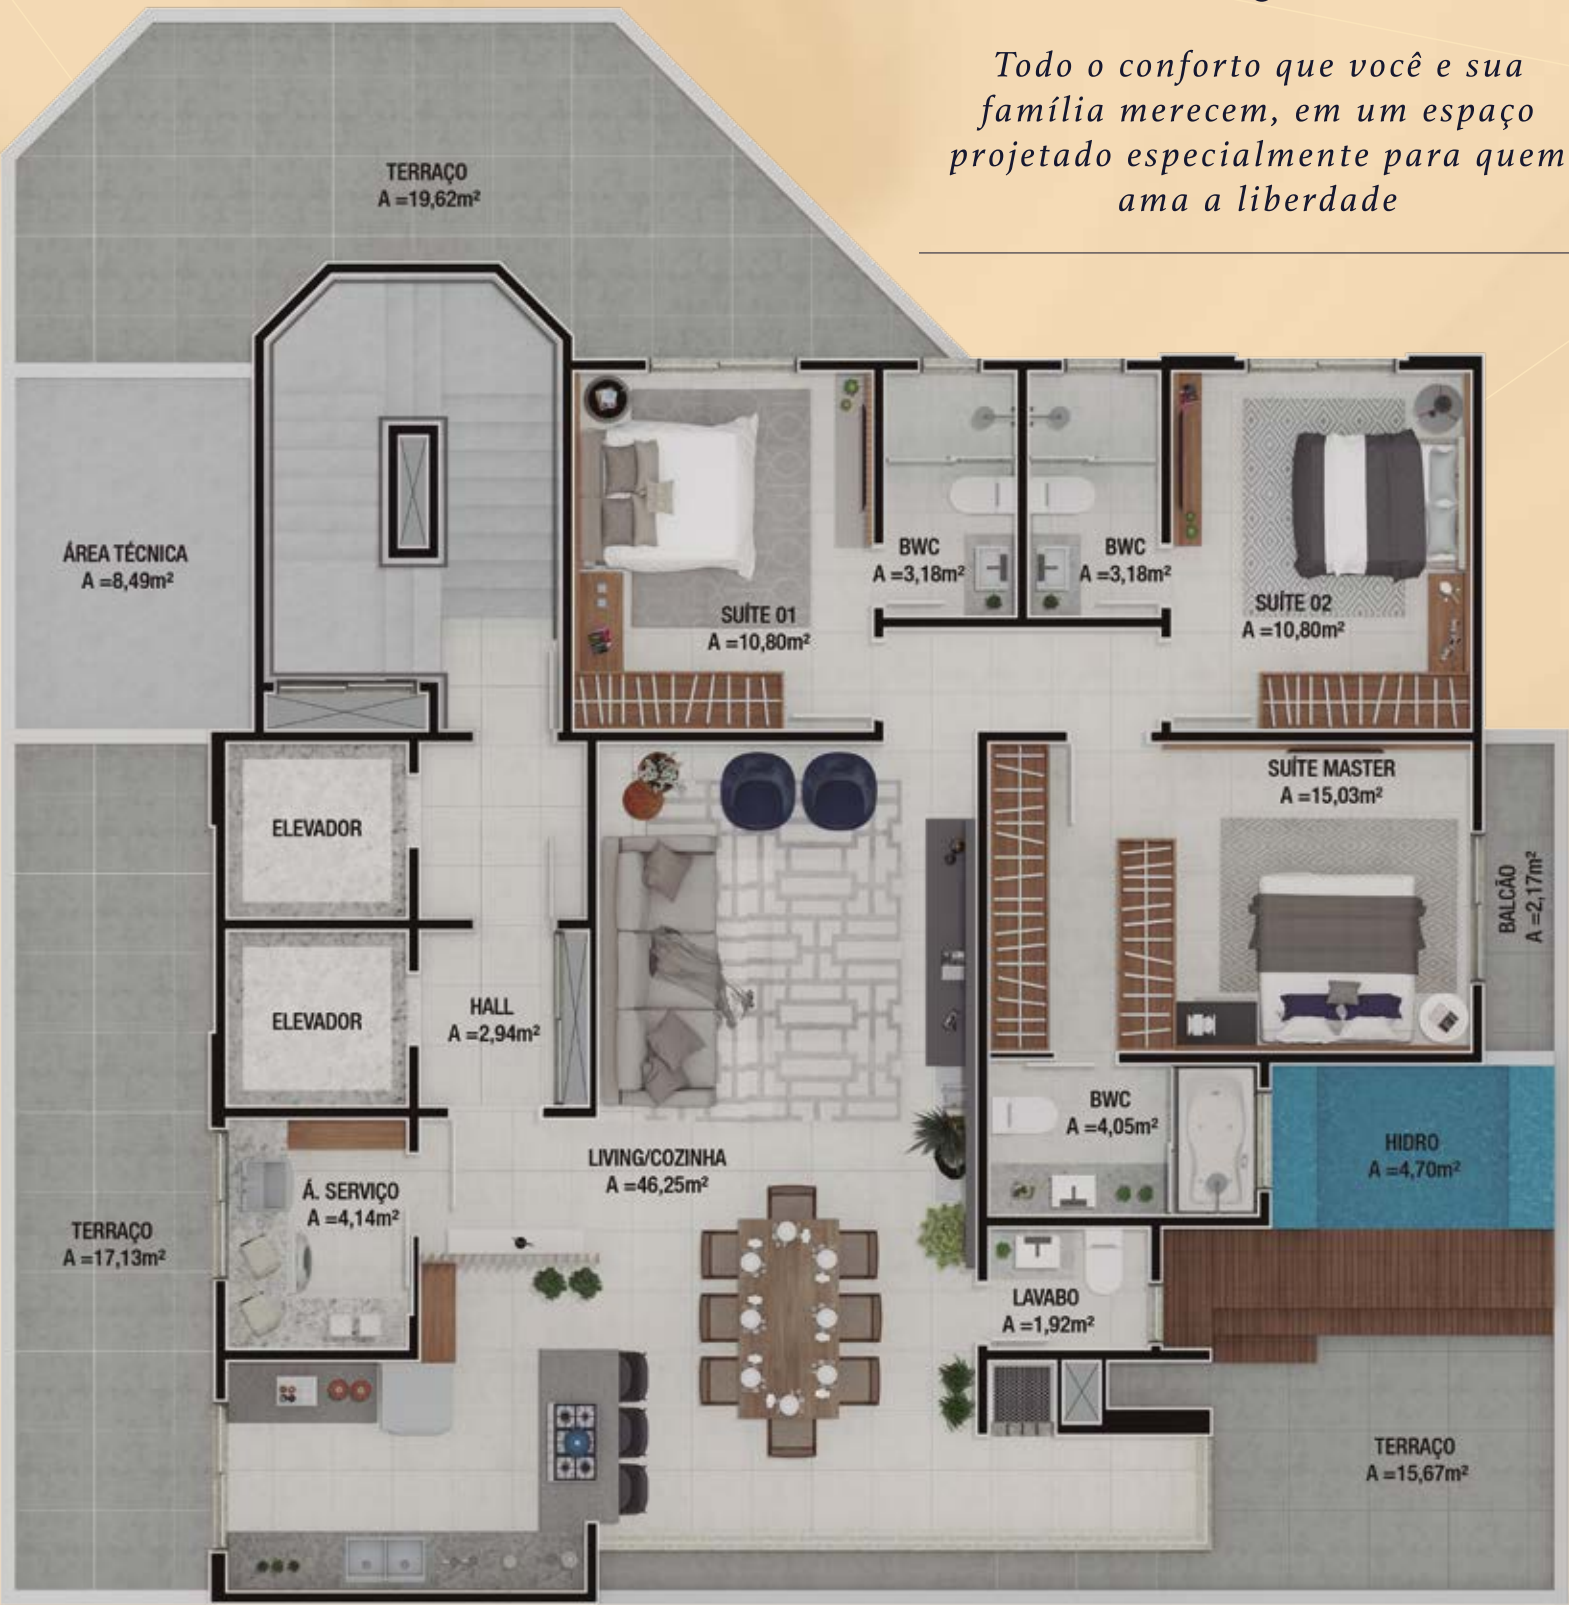 Todo o conforto que você e sua
família merecem, em um espaço
projetado especialmente para quem
ama a liberdade
TERRAÇO
A =19,62m²
ÁREA TÉCNICA
A =8,49m²
BWC
A =3,18m²
BWC
A =3,18m²
SUÍTE 01
A =10,80m²
SUÍTE 02
A =10,80m²
ELEVADOR
SUÍTE MASTER
A =15,03m²
BALCÃO
A =2,17m²
ELEVADOR
HALL
A =2,94m²
BWC
A =4,05m²
HIDRO
A =4,70m²
LIVING/COZINHA
A =46,25m²
Á. SERVIÇO
A =4,14m²
TERRAÇO
A =17,13m²
LAVABO
A =1,92m²
TERRAÇO
A =15,67m²